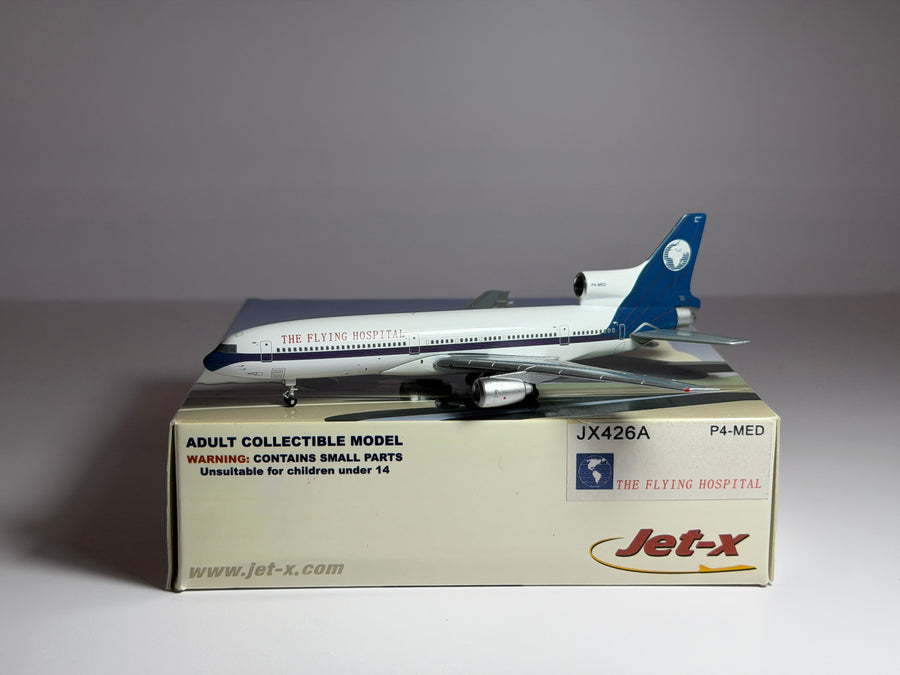 P4-MED
THE FLYING HOSPITAL
ADULT COLLECTIBLE MODEL
WARNING: CONTAINS SMALL PARTS
Unsuitable for children under 14
JX426A
P4-MED
THE FLYING HOSPITAL
Jet-x
www.jet-x.com